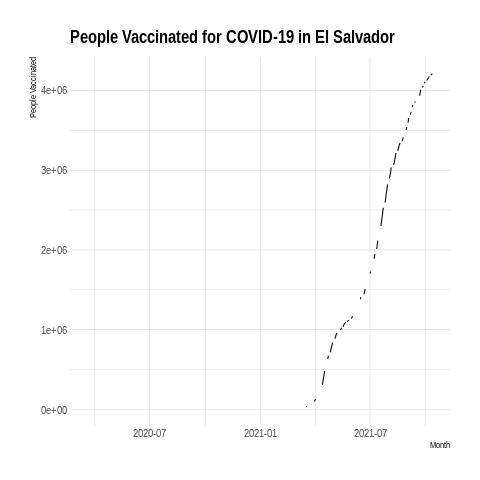 People Vaccinated for COVID-19 in El Salvador
People Vaccinated
4e+06
3e+06
2e+06
1e+06
0e+00
2020-07 2021-01 2021-07
Month